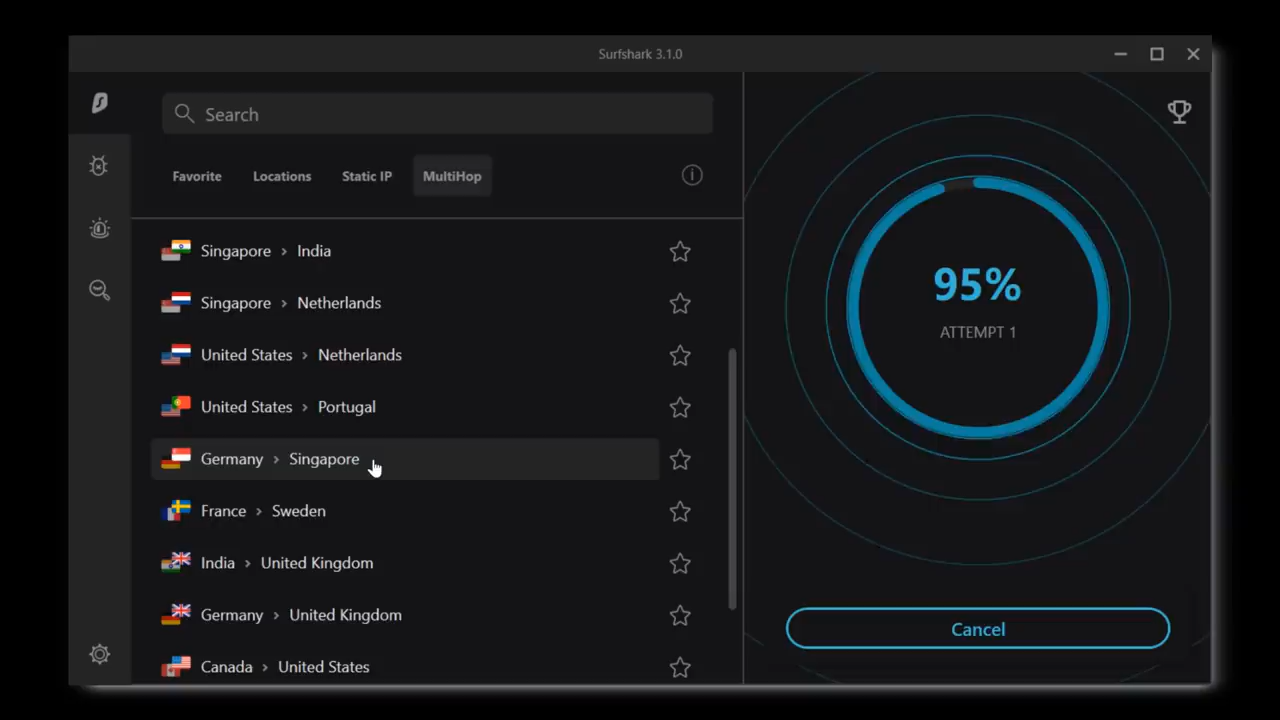 Surfshark 3.1.0
Search
Favorite Locations Static IP MultiHop
Singapore > India
Singapore > Netherlands
United States > Netherlands
United States > Portugal
Germany > Singapore
France > Sweden
India > United Kingdom
Germany > United Kingdom
Canada > United States
95%
ATTEMPT 1
Cancel